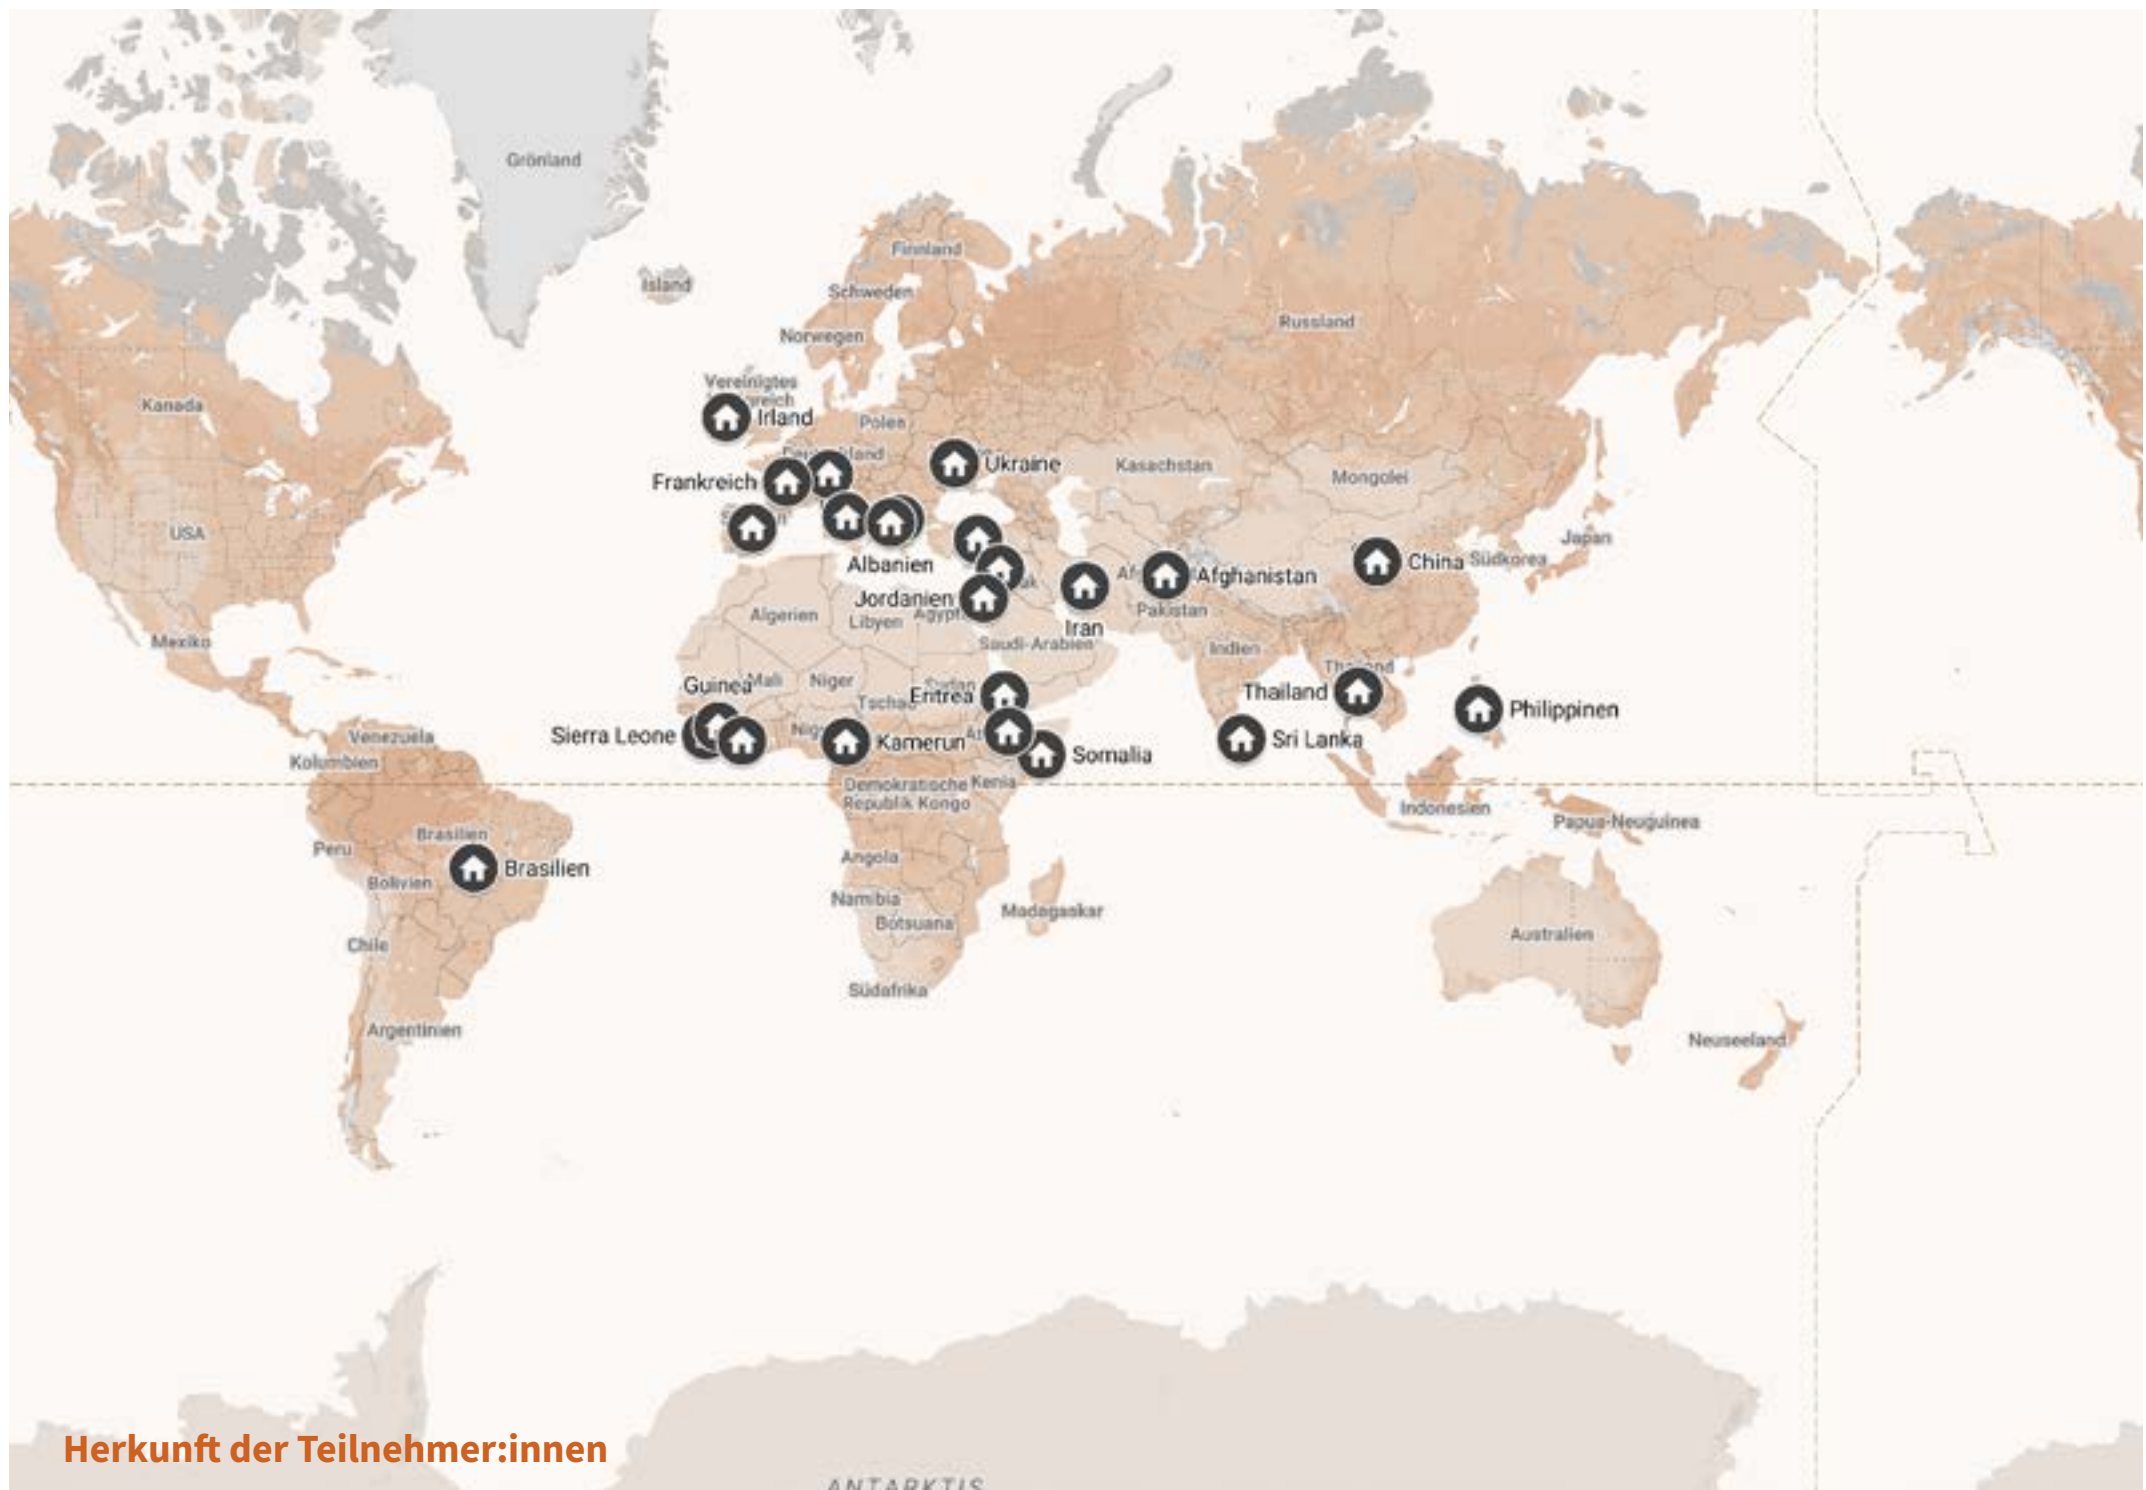 Grönland
Finnland
Island
Schweden
Russland
Norwegen
Vereinigtes
Kanada
Irland
Polen
Ukraine
Kasachstan
Frankreich
Mongolei
USA
Japan
China
Südkorea
Albanien
Afghanistan
Jordanien
Pakistan
Algerien
Libyen
Iran
Mexiko
Saudi-Arabien
Indien
Guinea
Mali
Niger
Sudan
Eritrea
Tschad
Thailand
Thailand
Philippinen
Sierra Leone
Kamerun
Somalia
Sri Lanka
Venezuela
Kolumbien
Demokratische
Republik Kongo
Kenia
Indonesien
Papua-Neuguinea
Brasilien
Peru
Brasilien
Bolivien
Angola
Namibia
Botsuana
Madagaskar
Chile
Australien
Südafrika
Argentinien
Neuseeland
Herkunft der Teilnehmer:innen
ANTARKTIS